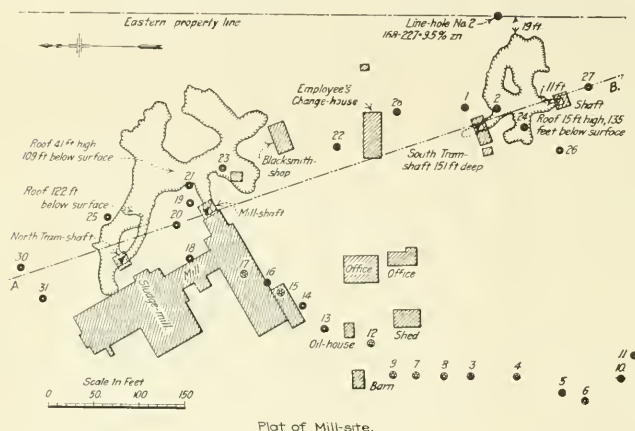 Eastern property line
Line-hole No. 2
168-227=9.5% zn
19 ft.
Employee's
Change-house
28
1
2
11 ft
27
B.
Shaft
24
Roof 15 ft high, 135
feet below surface
26
C.
South Tram-
shaft 151 ft deep
22
Roof 41 ft high
109 ft below surface
23
Blacksmith-
shop
21
Roof 122 ft
below surface
19
25
20
Mill-shaft
North Tram-shaft
30
A
31
18
Mill
17
16
15
14
Sludge-mill
Office
Office
13
Oil-house
12
Shed
Scale In Feet
0 50 100 150
Barn
9
7
8
3
4
5
6
11
10
Plat of Mill-site.